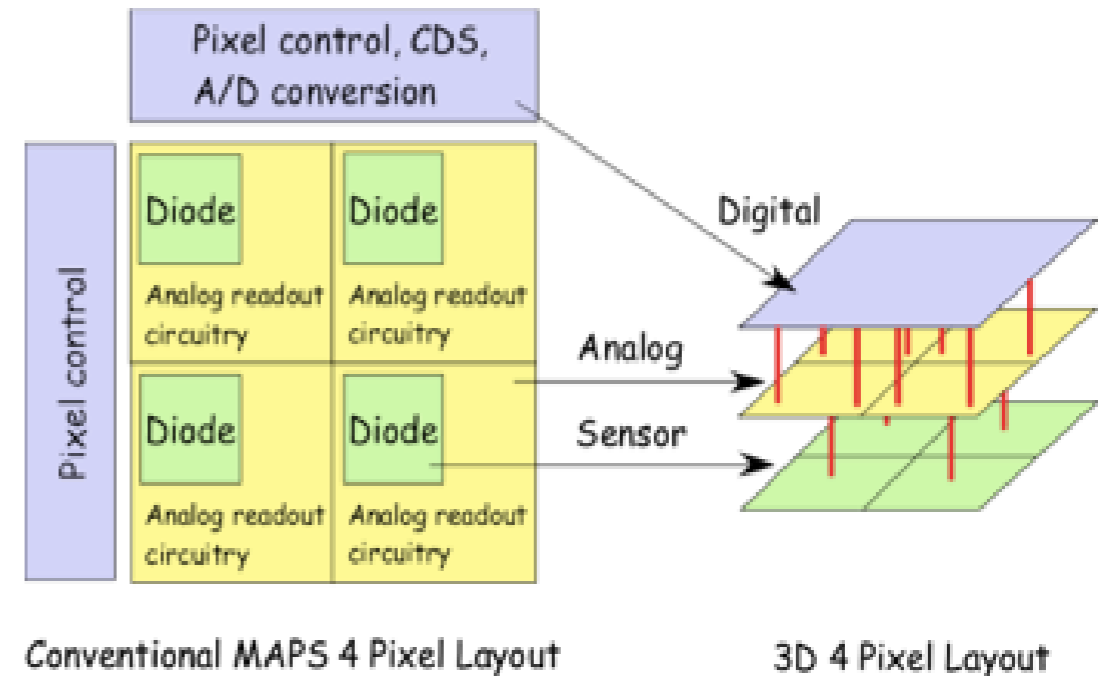 Pixel control, CDS,
A/D conversion
Pixel control
Diode
Diode
Analog readout
circuitry
Analog readout
circuitry
Diode
Diode
Analog readout
circuitry
Analog readout
circuitry
Digital
Analog
Sensor
Conventional MAPS 4 Pixel Layout
3D 4 Pixel Layout